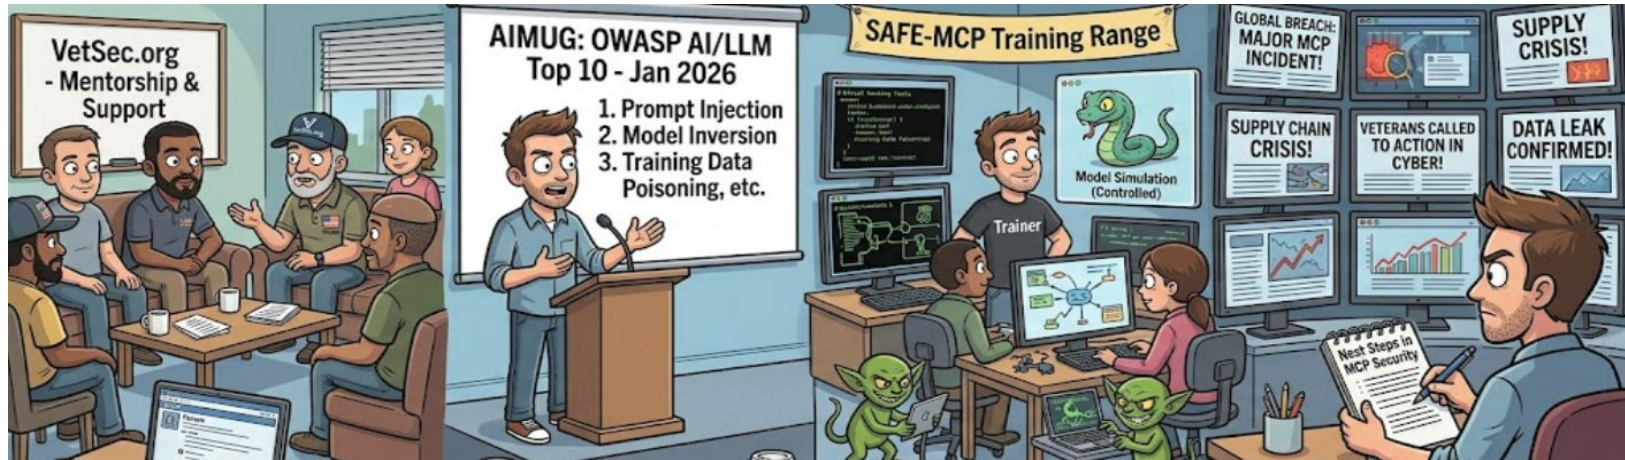 VetSec.org
- Mentorship &
Support
AIMUG: OWASP AI/LLM
Top 10 - Jan 2026
1. Prompt Injection
2. Model Inversion
3. Training Data
Poisoning, etc.
SAFE-MCP Training Range
Model Simulation
(Controlled)
Trainer
GLOBAL BREACH:
MAJOR MCP
INCIDENT!
SUPPLY
CRISIS!
SUPPLY CHAIN
CRISIS!
VETERANS CALLED
TO ACTION IN
CYBER!
DATA LEAK
CONFIRMED!
Nest Steps in
MCP Security